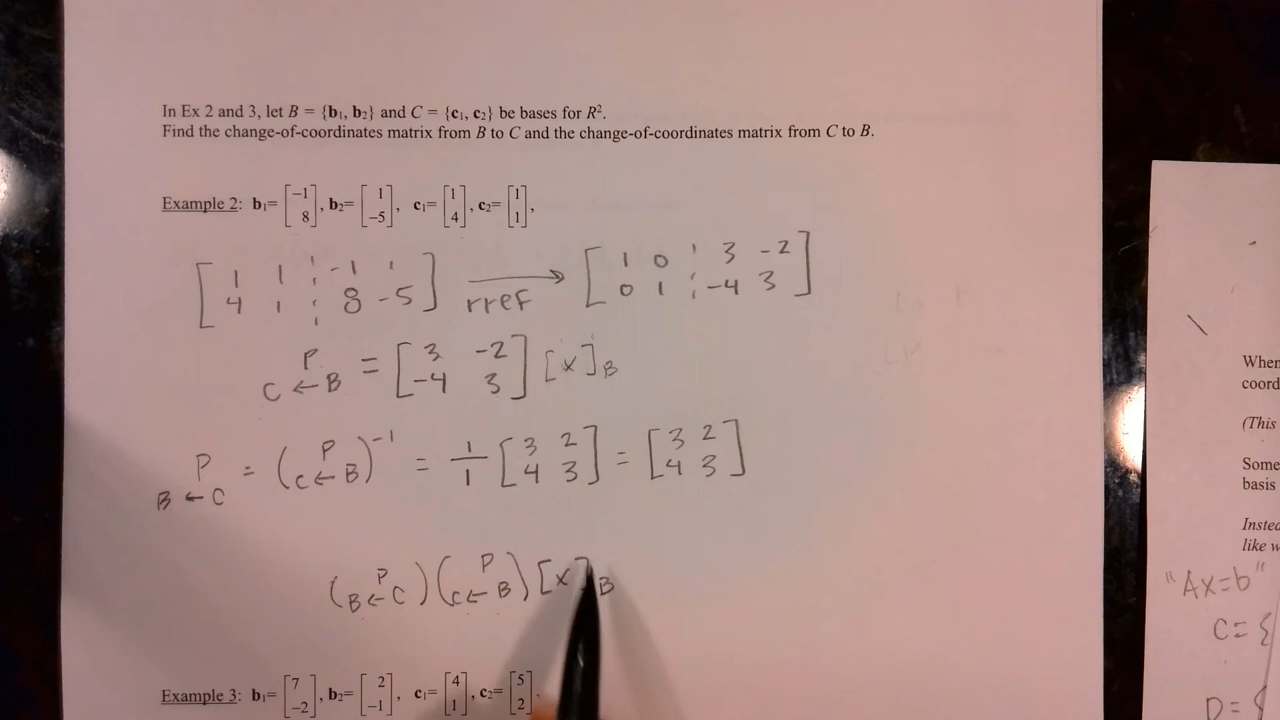 In Ex 2 and 3, let B = {b₁, b₂} and C = {c₁, c₂} be bases for R².
Find the change-of-coordinates matrix from B to C and the change-of-coordinates matrix from C to B.
Example 2: b₁= [−1 8], b₂= [1 −5], c₁= [1 4], c₂= [1 1],
[1 1 ¦ -1 1
4 1 ¦ 8 -5] → rref [1 0 ¦ 3 -2
0 1 ¦ -4 3]
P C←B = [3 -2
-4 3] [x]B
P B←C = (P C←B)⁻¹ = 1/1 [3 2
4 3] = [3 2
4 3]
(P B←C)(P C←B)[x]B
Example 3: b₁= [7 −2], b₂= [2 −1], c₁= [4 1], c₂= [5 2].
When
coord
(This
Some
basis
Instea
like w
"Ax=b"
C = {
D = {